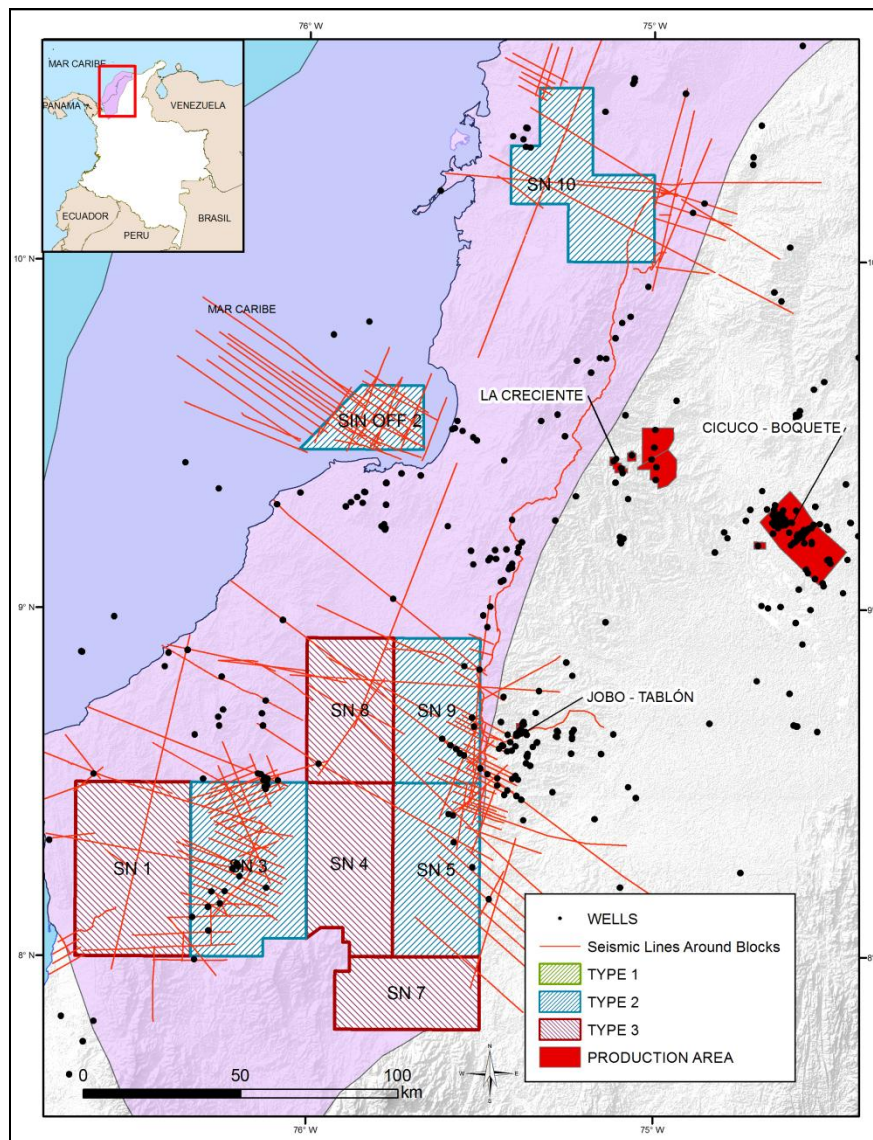 76° W
75° W
MAR CARIBE
PANAMA
VENEZUELA
ECUADOR
PERU
BRASIL
SN 10
10° N
10°
MAR CARIBE
SIN OFF 2
LA CRECIENTE
CICUCO - BOQUETE
9° N
9°
SN 8
SN 9
JOBO - TABLÓN
SN 1
SN 3
SN 4
SN 5
8° N
8°
SN 7
WELLS
Seismic Lines Around Blocks
TYPE 1
TYPE 2
TYPE 3
PRODUCTION AREA
N
W
E
S
0
50
100
km
76° W
75° W